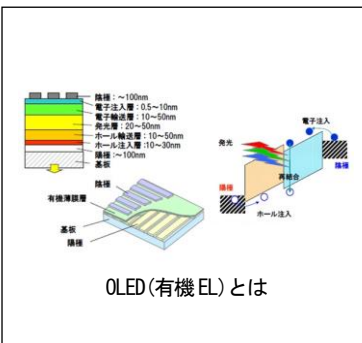 陰極：～100nm
電子注入層：0.5～10nm
電子輸送層：10～50nm
発光層：20～50nm
ホール輸送層：10～50nm
ホール注入層：10～30nm
陽極：～100nm
基板
陰極
有機薄膜層
基板
陽極
電子注入
発光
陰極
再結合
陽極
ホール注入
OLED(有機EL)とは